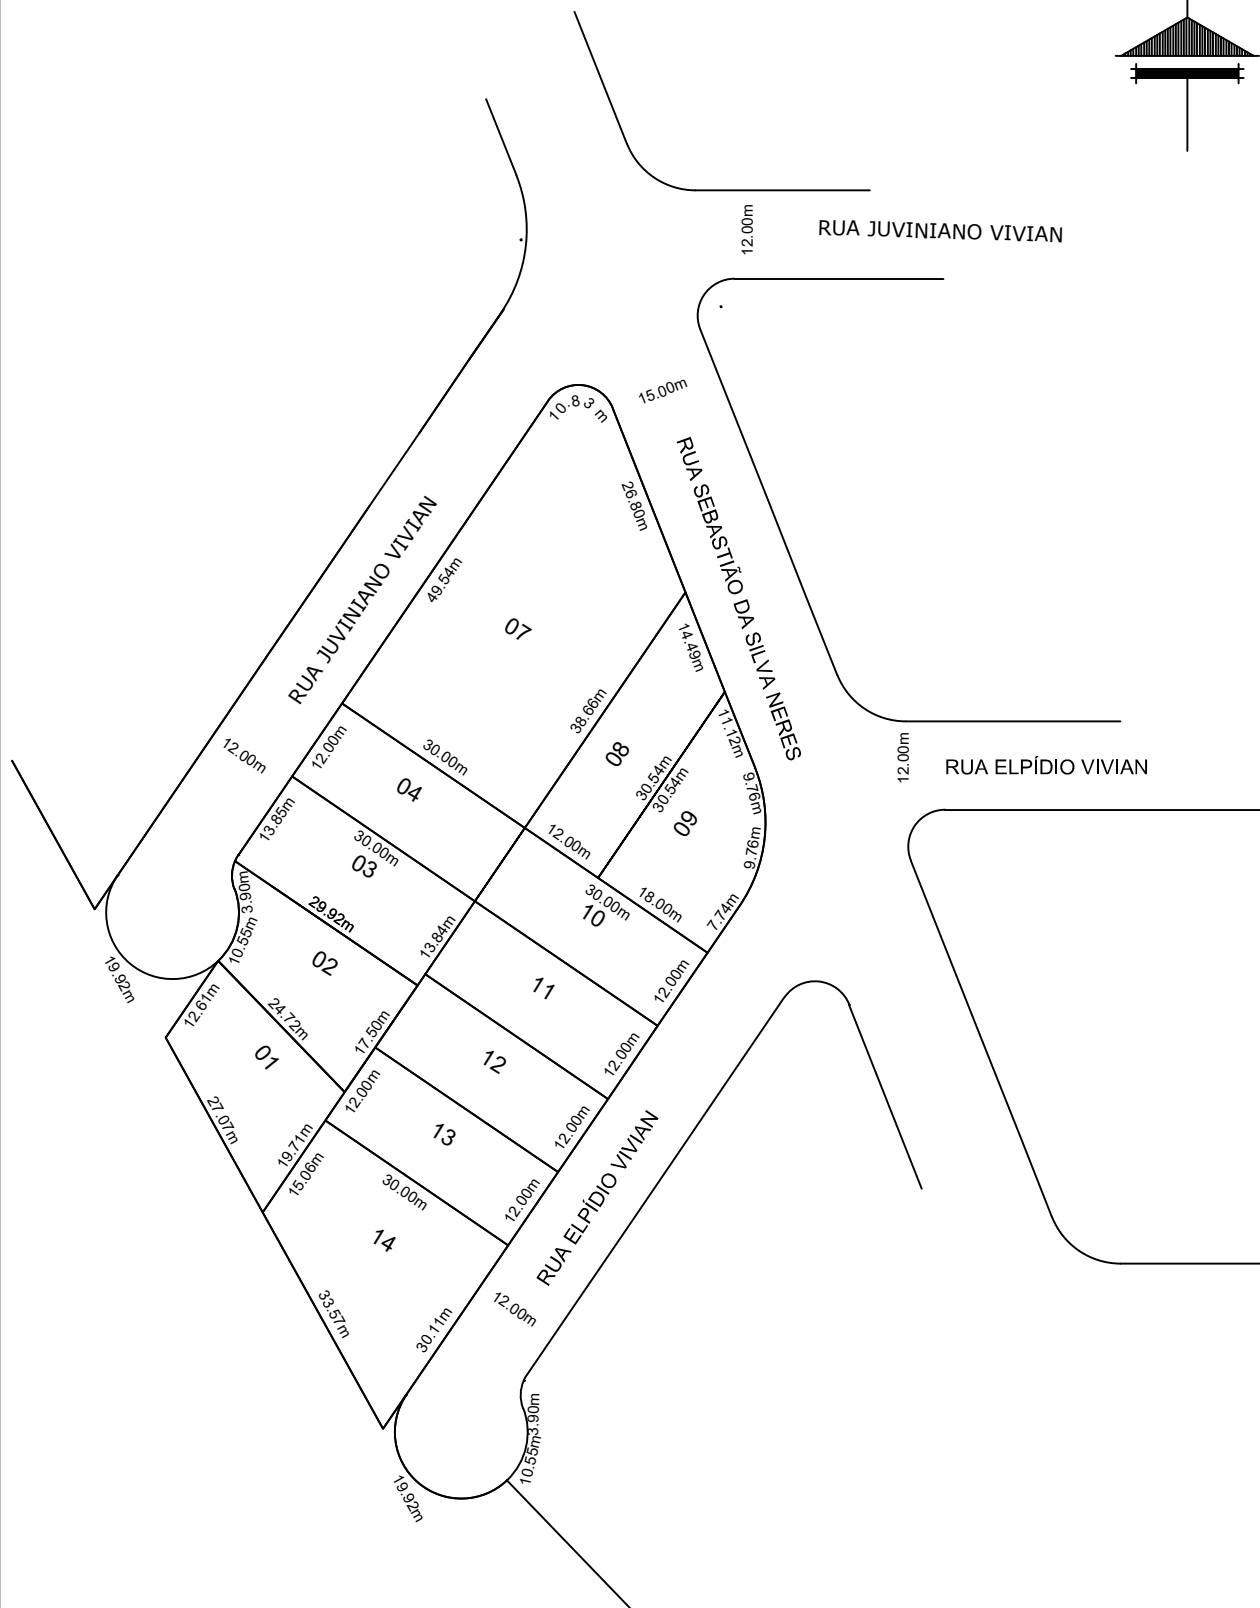 12.00m
RUA JUVINIANO VIVIAN
15.00m
10.83 m
RUA SEBASTIÃO DA SILVA NERES
26.80m
RUA JUVINIANO VIVIAN
49.54m
07
14.49m
38.66m
12.00m
12.00m
30.00m
08
11.12m
30.54m
30.54m
12.00m
RUA ELPÍDIO VIVIAN
04
9.76m
09
9.76m
13.85m
30.00m
03
12.00m
30.00m
18.00m
10
7.74m
3.90m
29.92m
10.55m
13.84m
02
19.92m
12.61m
24.72m
11
12.00m
17.50m
01
12
12.00m
12.00m
27.07m
19.71m
13
12.00m
15.06m
30.00m
12.00m
RUA ELPÍDIO VIVIAN
14
33.57m
30.11m
12.00m
3.90m
10.55m
19.92m